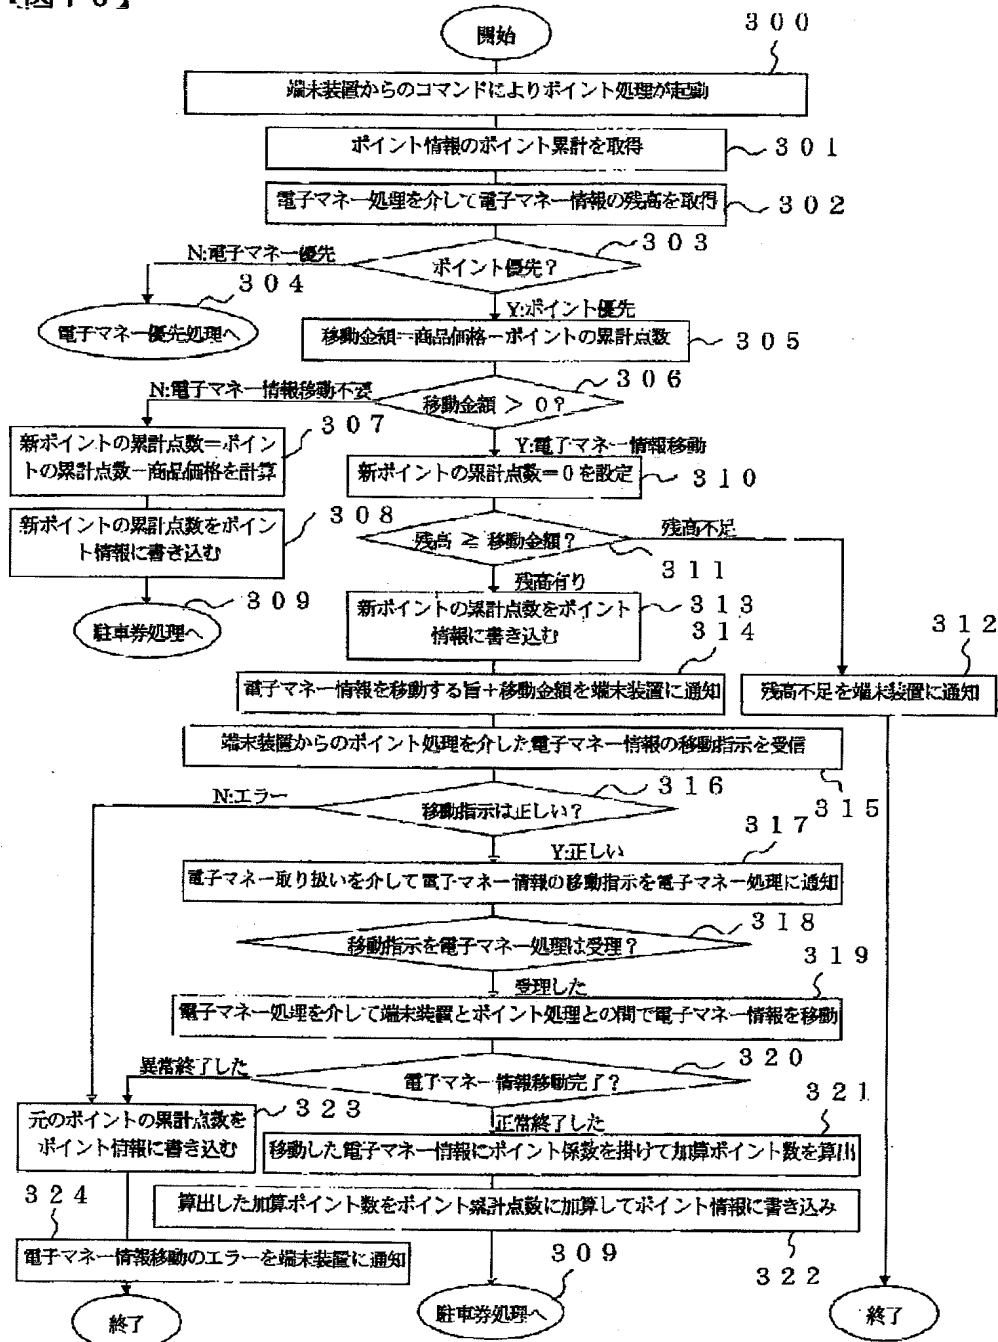 開始
300
端末装置からのコマンドによりポイント処理が起動
ポイント情報のポイント累計を取得
301
電子マネー処理を介して電子マネー情報の残高を取得
302
303
N:電子マネー優先
ポイント優先?
304
Y:ポイント優先
電子マネー優先処理へ
移動金額=商品価格-ポイントの累計点数
305
306
N:電子マネー情報移動不要
移動金額 > 0?
307
Y:電子マネー情報移動
新ポイントの累計点数=ポイン
トの累計点数-商品価格を計算
新ポイントの累計点数=0を設定
310
308
新ポイントの累計点数をポイン
ト情報に書き込む
残高 ≧ 移動金額?
残高不足
311
残高有り
309
駐車券処理へ
新ポイントの累計点数をポイント
情報に書き込む
313
314
312
電子マネー情報を移動する旨+移動金額を端末装置に通知
残高不足を端末装置に通知
端末装置からのポイント処理を介した電子マネー情報の移動指示を受信
315
316
N:エラー
移動指示は正しい?
317
Y:正しい
電子マネー取り扱いを介して電子マネー情報の移動指示を電子マネー処理に通知
318
移動指示を電子マネー処理は受理?
319
受理した
電子マネー処理を介して端末装置とポイント処理との間で電子マネー情報を移動
320
異常終了した
電子マネー情報移動完了?
321
323
正常終了した
元のポイントの累計点数を
ポイント情報に書き込む
移動した電子マネー情報にポイント係数を掛けて加算ポイント数を算出
324
算出した加算ポイント数をポイント累計点数に加算してポイント情報に書き込み
322
電子マネー情報移動のエラーを端末装置に通知
309
終了
駐車券処理へ
終了